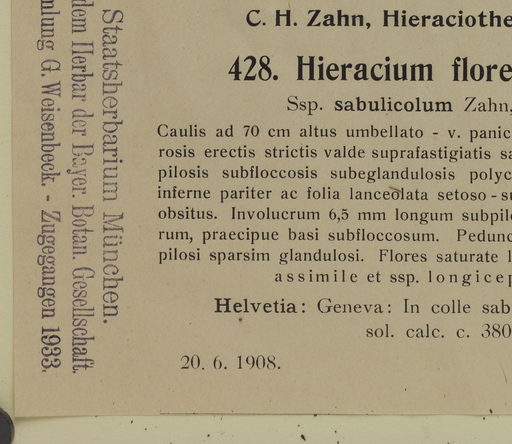 C. H. Zahn, Hieraciothe
428. Hieracium flore
Ssp. sabulicolum Zahn,
Caulis ad 70 cm altus umbellato - v. panic
rosis erectis strictis valde suprafastigiatis sa
pilosis subfloccosis subeglandulosis polyc
inferne pariter ac folia lanceolata setoso-su
obsitus. Involucrum 6,5 mm longum subpil
rum, praecipue basi subfloccosum. Pedunc
pilosi sparsim glandulosi. Flores saturate l
assimile et ssp. longicep
Helvetia: Geneva: In colle sab
sol. calc. c. 380
20. 6. 1908.
Staatsherbarium München.
dem Herbar der Bayer. Botan. Gesellschaft.
mlung G. Weisenbeck. - Zugegangen 1933.